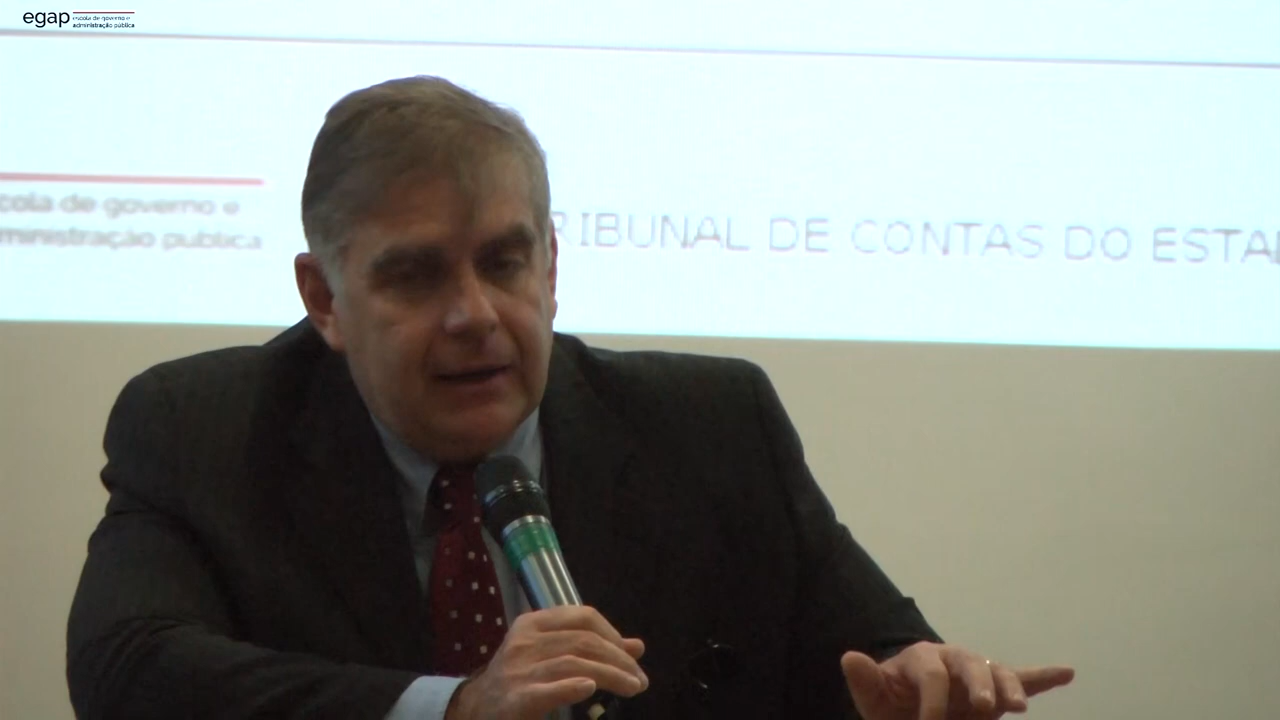 egap
escola de governo e
administração pública
cola de governo e
ministração pública
RIBUNAL DE CONTAS DO ESTA